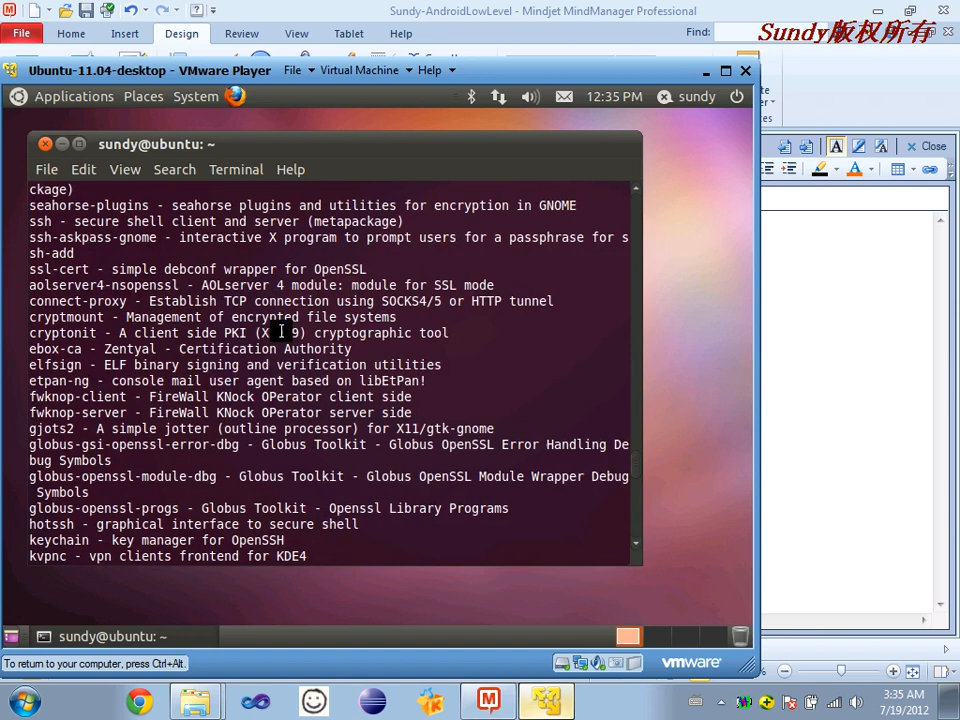 Sundy-AndroidLowLevel - Mindjet MindManager Professional
File Home Insert Design Review View Tablet Help Find:
Sundy版权所有
Ubuntu-11.04-desktop - VMware Player File Virtual Machine Help
Applications Places System 12:35 PM sundy
Close
sundy@ubuntu: ~
File Edit View Search Terminal Help
ckage)
seahorse-plugins - seahorse plugins and utilities for encryption in GNOME
ssh - secure shell client and server (metapackage)
ssh-askpass-gnome - interactive X program to prompt users for a passphrase for s
sh-add
ssl-cert - simple debconf wrapper for OpenSSL
aolserver4-nsopenssl - AOLserver 4 module: module for SSL mode
connect-proxy - Establish TCP connection using SOCKS4/5 or HTTP tunnel
cryptmount - Management of encrypted file systems
cryptonit - A client side PKI (X 9) cryptographic tool
ebox-ca - Zentyal - Certification Authority
elfsign - ELF binary signing and verification utilities
etpan-ng - console mail user agent based on libEtPan!
fwknop-client - FireWall KNock OPerator client side
fwknop-server - FireWall KNock OPerator server side
gjots2 - A simple jotter (outline processor) for X11/gtk-gnome
globus-gsi-openssl-error-dbg - Globus Toolkit - Globus OpenSSL Error Handling De
bug Symbols
globus-openssl-module-dbg - Globus Toolkit - Globus OpenSSL Module Wrapper Debug
Symbols
globus-openssl-progs - Globus Toolkit - Openssl Library Programs
hotssh - graphical interface to secure shell
keychain - key manager for OpenSSH
kvpnc - vpn clients frontend for KDE4
sundy@ubuntu: ~
To return to your computer, press Ctrl+Alt.
vmware
3:35 AM
7/19/2012